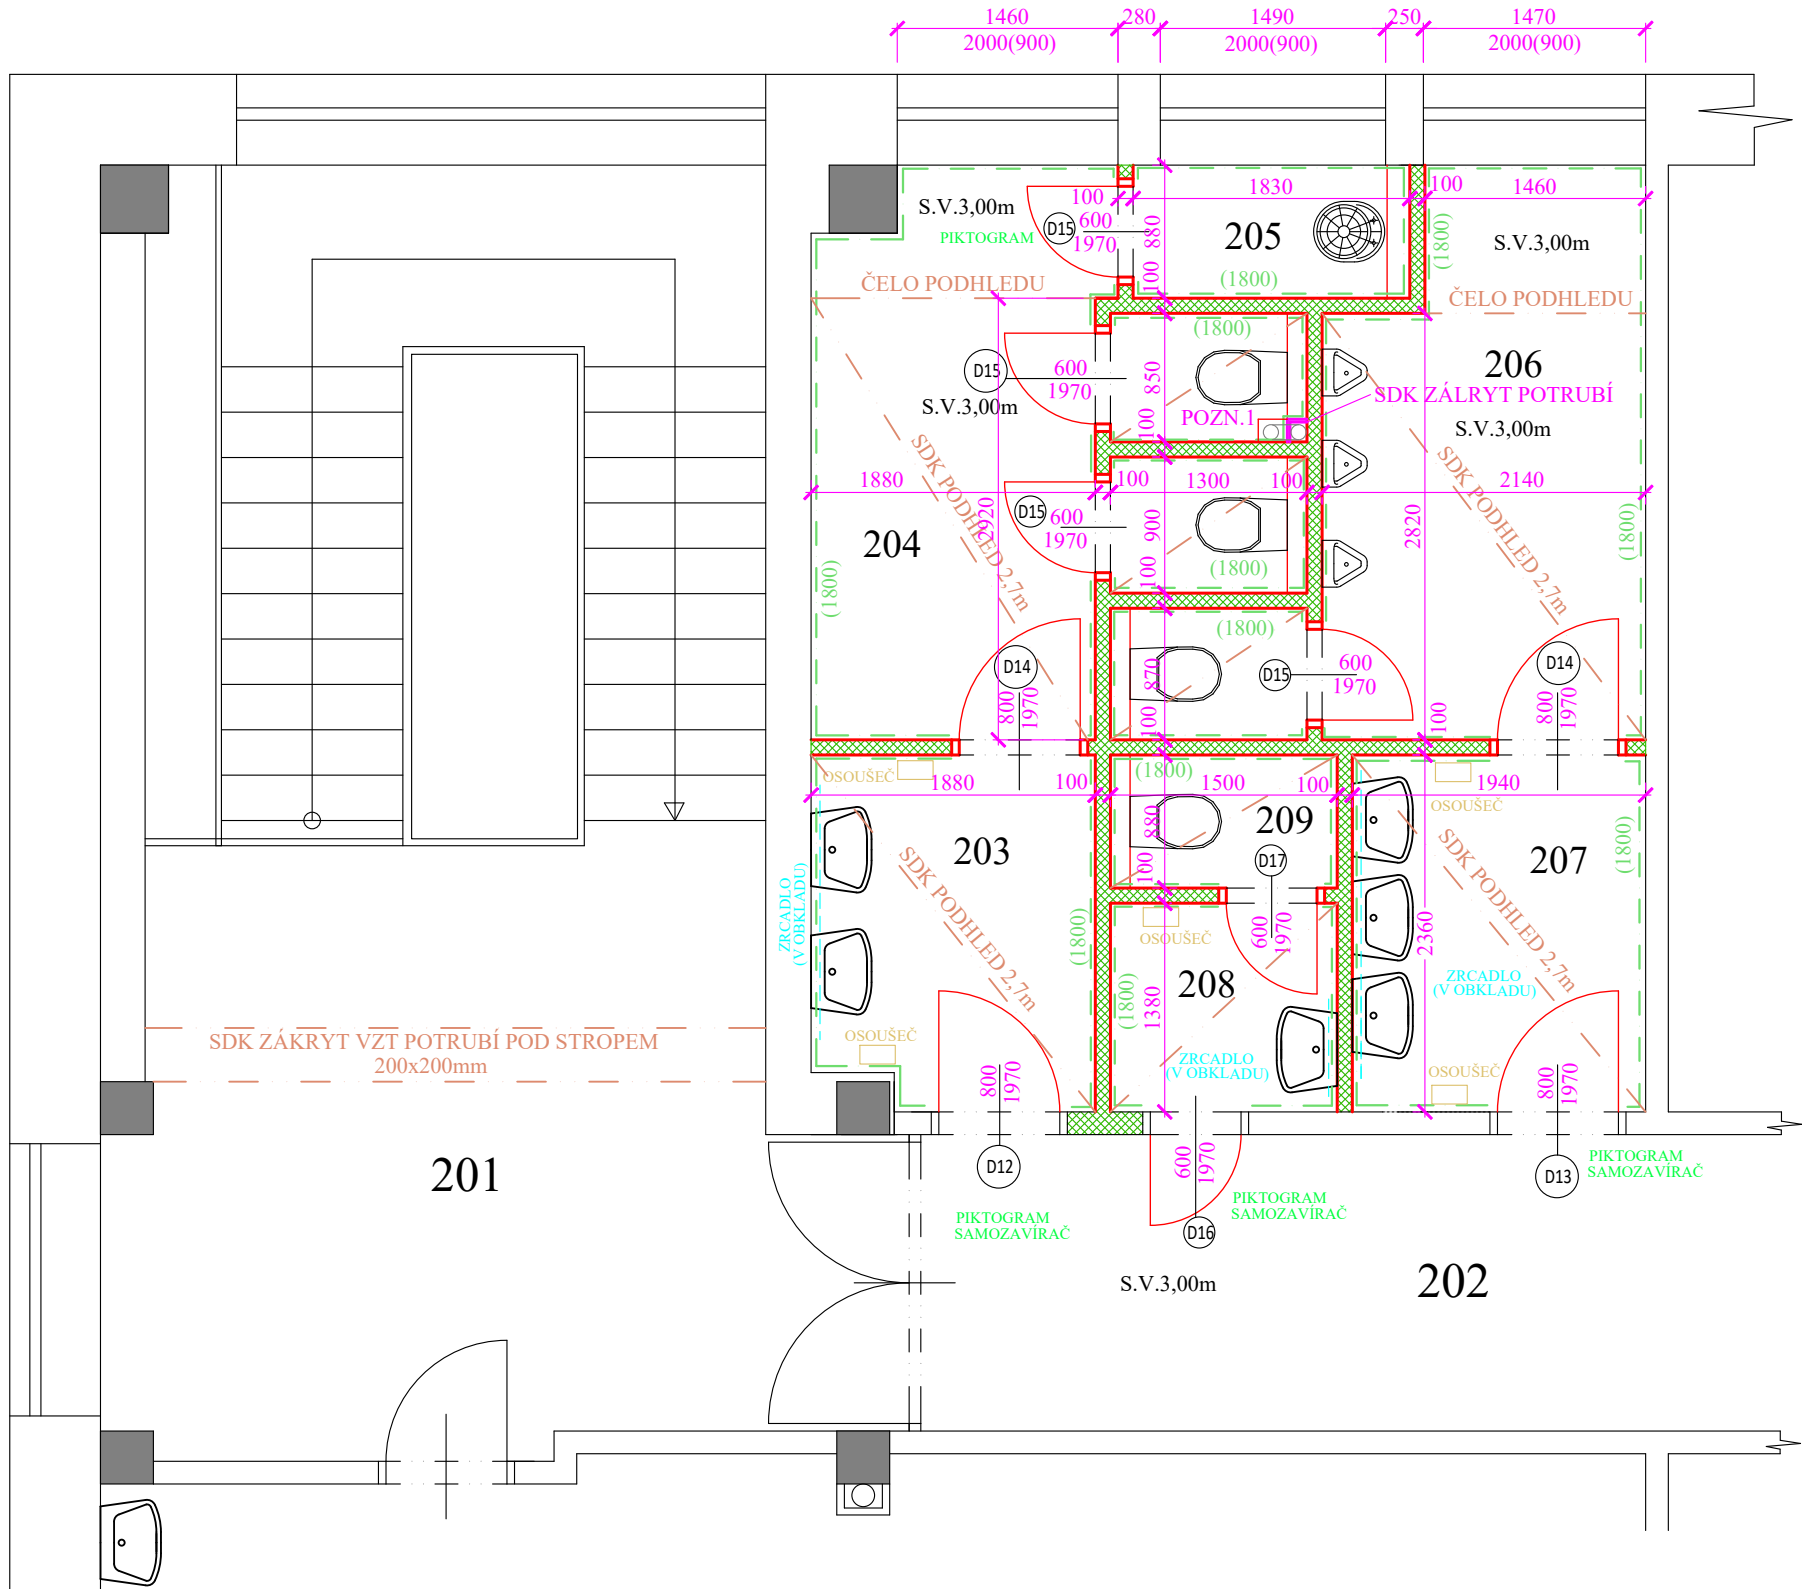 1460 280 1490 250 1470
2000(900) 2000(900) 2000(900)
S.V.3,00m
PIKTOGRAM
100
D15
600
1970
880
100
1830
205
(1800)
100
1460
(1800)
S.V.3,00m
ČELO PODHLEDU
ČELO PODHLEDU
(1800)
D15
600
1970
850
S.V.3,00m
POZN.1
100
206
SDK ZÁLRYT POTRUBÍ
S.V.3,00m
SDK PODHLED 2,7m
SDK PODHLED 2,7m
1880
2920
100
1300
100
2140
D15
600
1970
900
2820
204
(1800)
100
(1800)
(1800)
(1800)
D14
800
1970
870
100
D15
600
1970
D14
800
1970
100
OSOUŠEČ
1880
100
(1800)
1500
100
1940
OSOUŠEČ
203
880
209
207
(1800)
SDK PODHLED 2,7m
SDK PODHLED 2,7m
100
D17
600
1970
ZRCADLO
(V OBKLADU)
(1800)
OSOUŠEČ
2360
208
(1800)
1380
ZRCADLO
(V OBKLADU)
SDK ZÁKRYT VZT POTRUBÍ POD STROPEM
200x200mm
OSOUŠEČ
ZRCADLO
(V OBKLADU)
OSOUŠEČ
800
1970
800
1970
201
D12
600
1970
D13
PIKTOGRAM
SAMOZAVÍRAČ
PIKTOGRAM
SAMOZAVÍRAČ
PIKTOGRAM
SAMOZAVÍRAČ
D16
S.V.3,00m
202